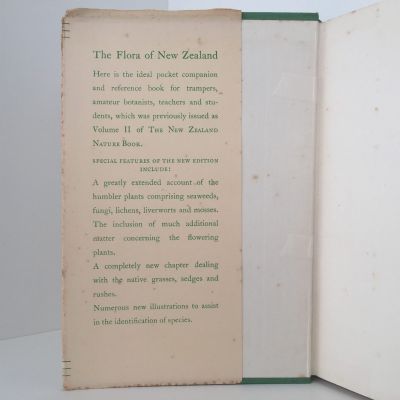 The Flora of New Zealand
Here is the ideal pocket companion
and reference book for trampers,
amateur botanists, teachers and stu-
dents, which was previously issued as
Volume II of THE NEW ZEALAND
NATURE BOOK.
SPECIAL FEATURES OF THE NEW EDITION
INCLUDE:
A greatly extended account of the
humbler plants comprising seaweeds,
fungi, lichens, liverworts and mosses.
The inclusion of much additional
matter concerning the flowering
plants.
A completely new chapter dealing
with the native grasses, sedges and
rushes.
Numerous new illustrations to assist
in the identification of species.